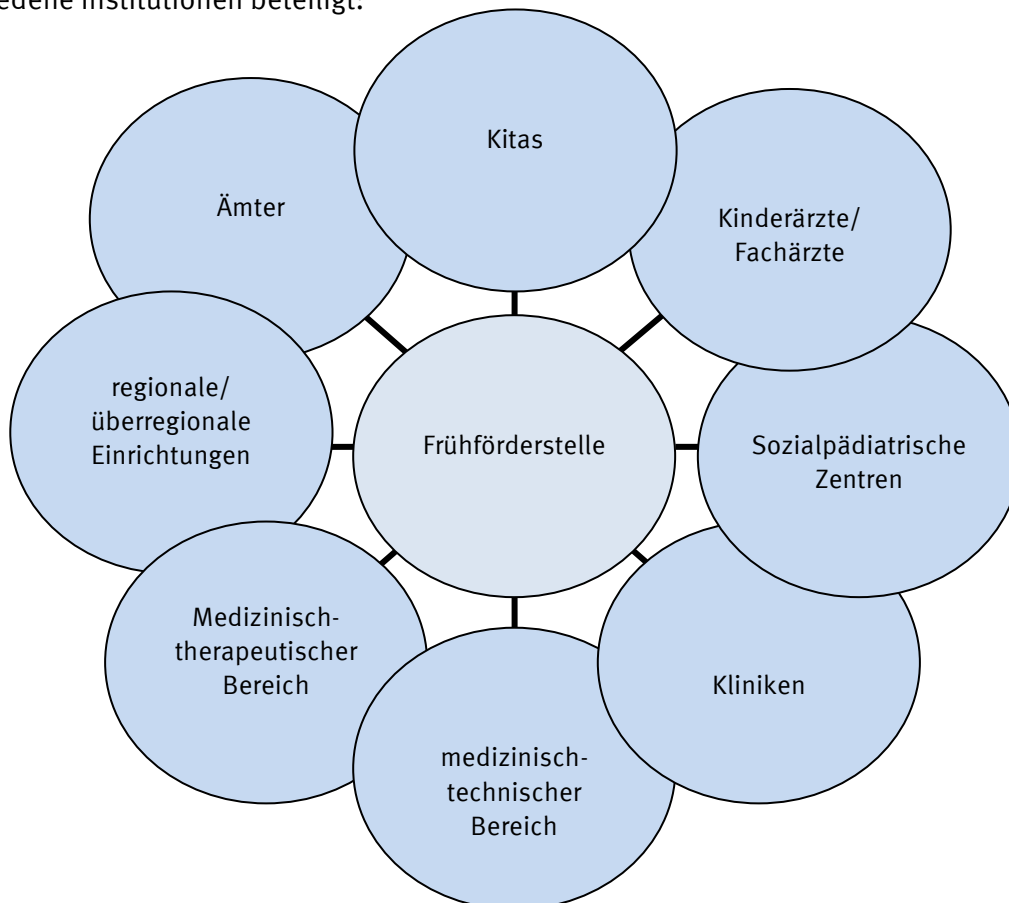 Institutionen beteiligt:
Kitas
Ämter
Kinderärzte/
Fachärzte
regionale/
überregionale
Einrichtungen
Frühförderstelle
Sozialpädiatrische
Zentren
Medizinisch-
therapeutischer
Bereich
Kliniken
medizinisch-
technischer
Bereich